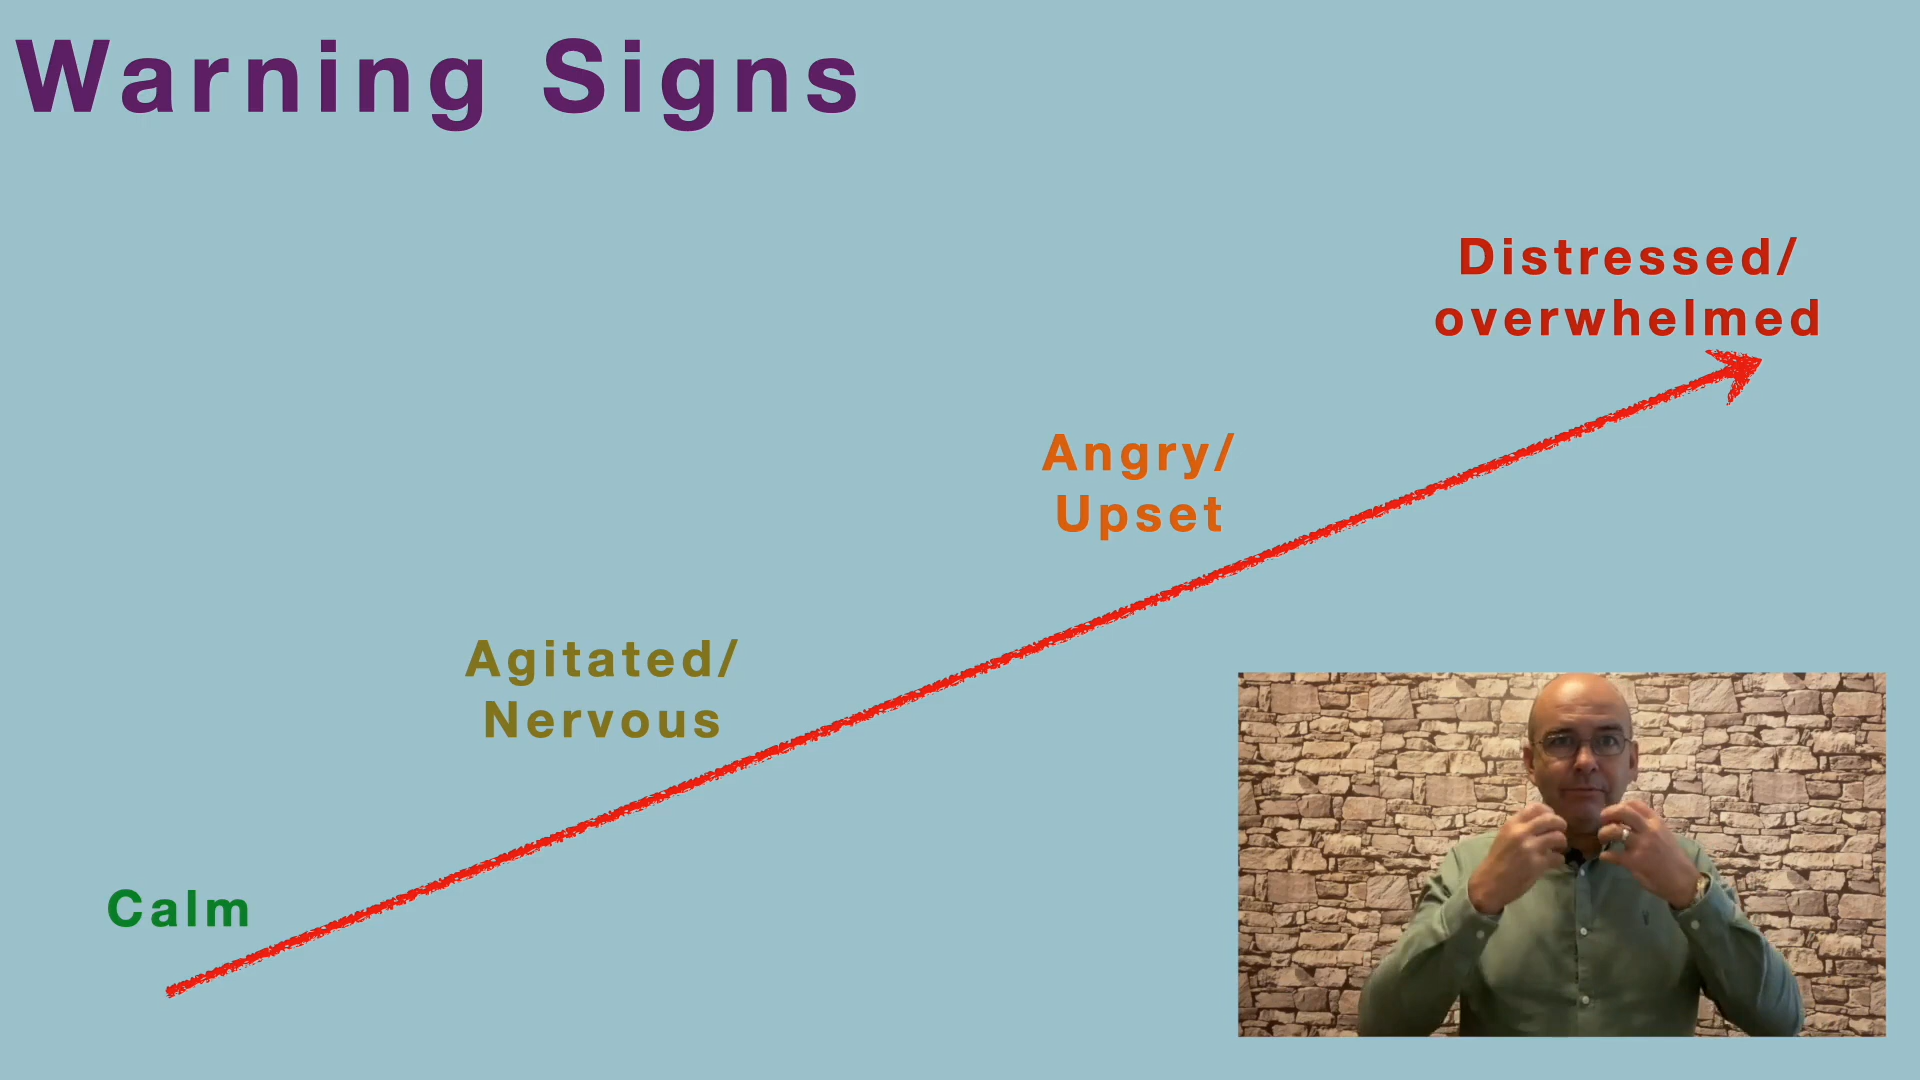 Warning Signs
Distressed/
overwhelmed
Angry/
Upset
Agitated/
Nervous
Calm